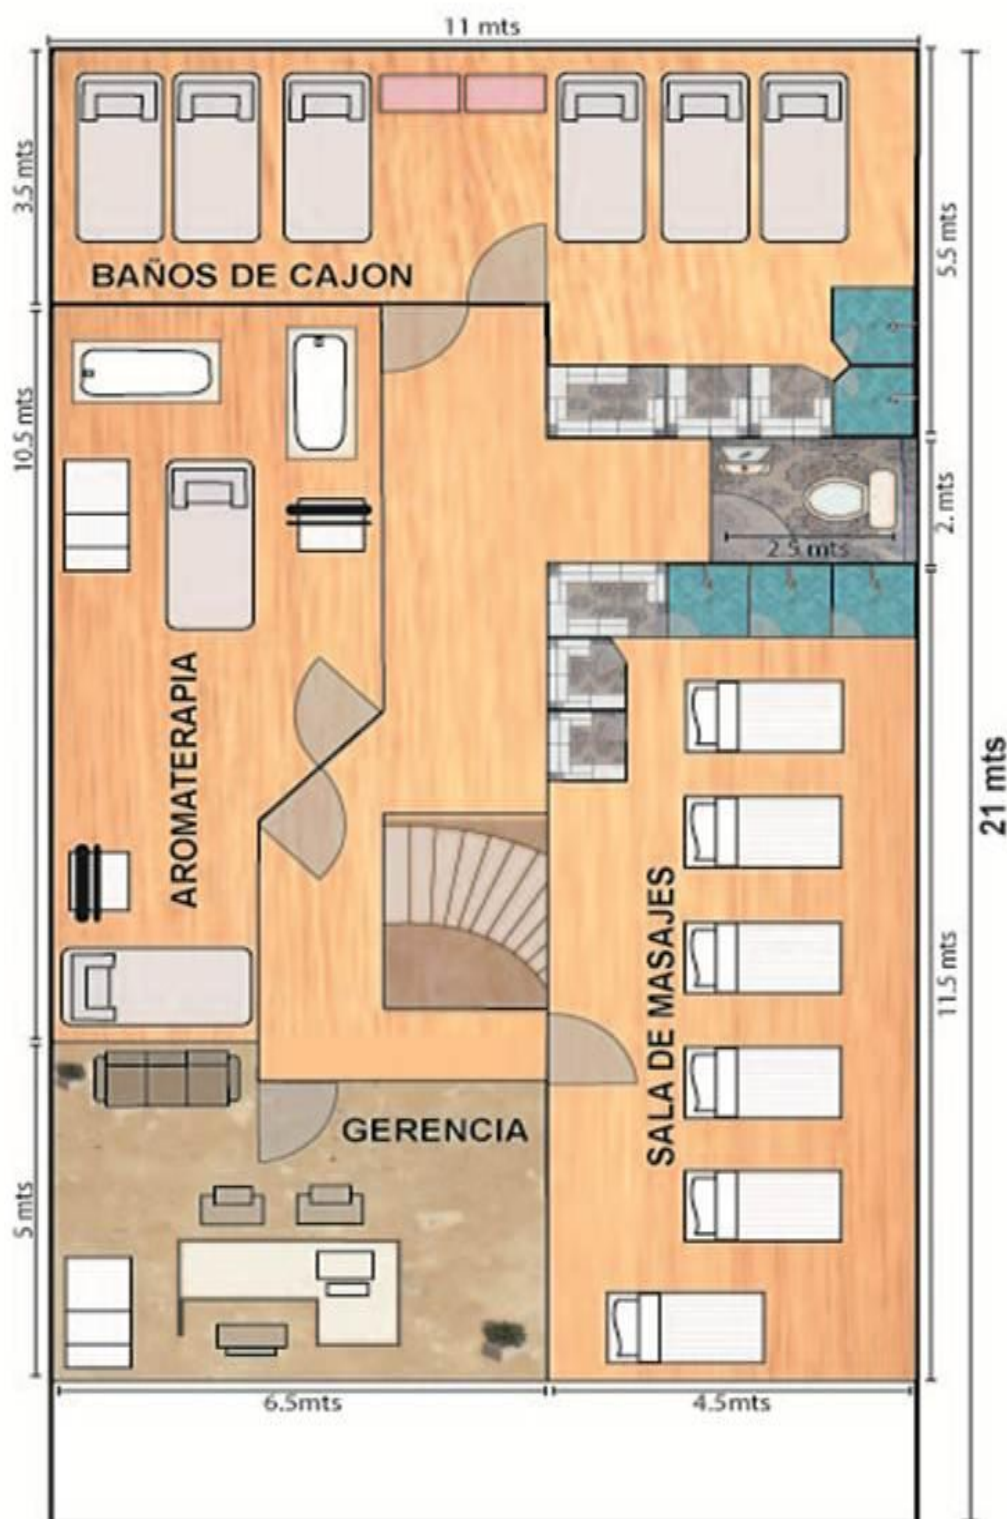 11 mts
3.5 mts
5.5 mts
BAÑOS DE CAJON
10.5 mts
2. mts
2.5 mts
AROMATERAPIA
21 mts
SALA DE MASAJES
11.5 mts
GERENCIA
5 mts
6.5mts
4.5mts